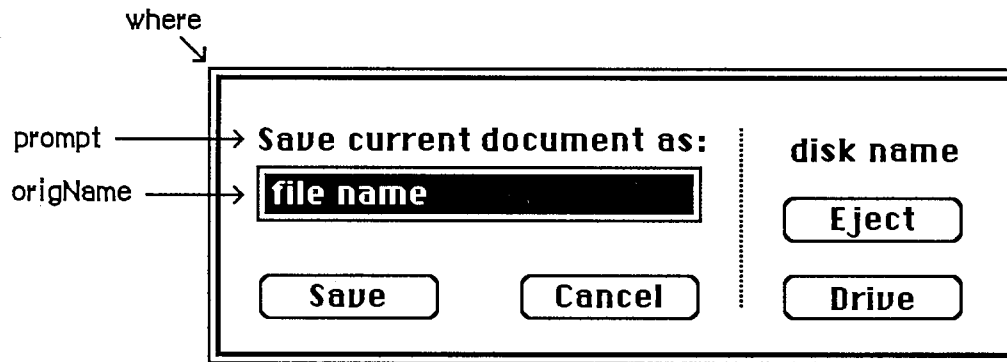 where
prompt
Save current document as:
disk name
origName
file name
Eject
Save
Cancel
Drive